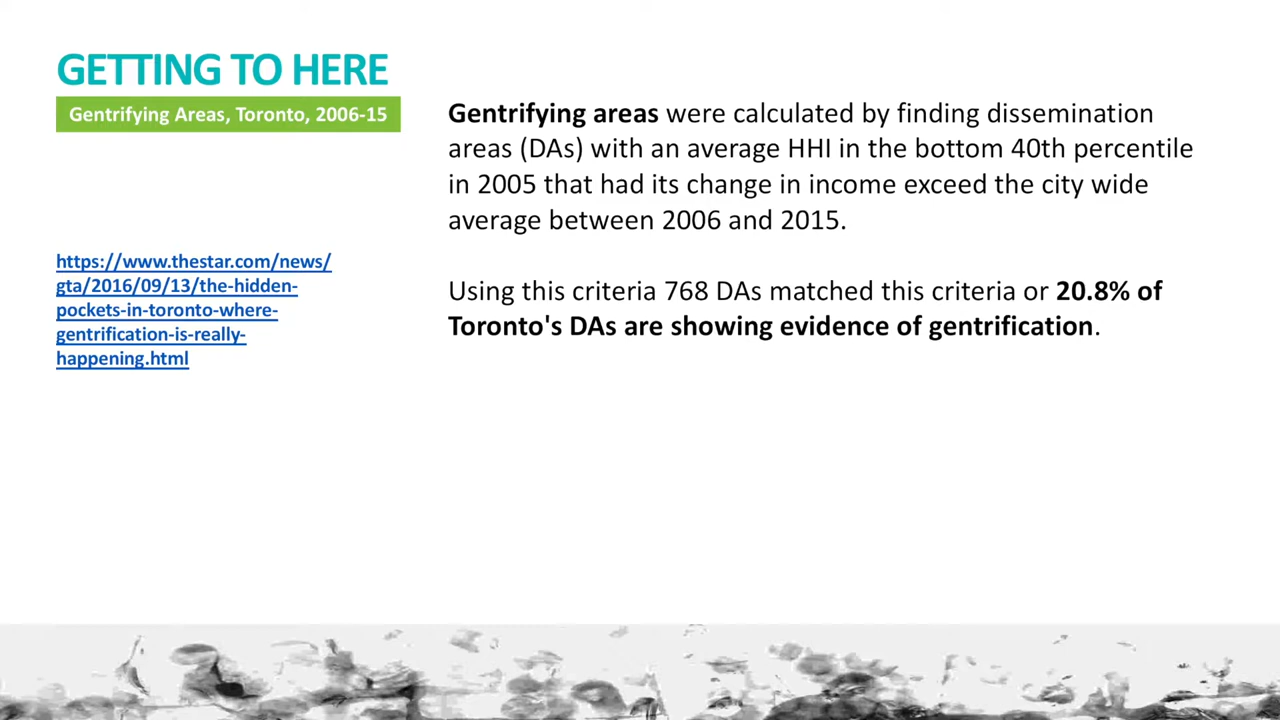 GETTING TO HERE
Gentrifying Areas, Toronto, 2006-15
https://www.thestar.com/news/
gta/2016/09/13/the-hidden-
pockets-in-toronto-where-
gentrification-is-really-
happening.html
Gentrifying areas were calculated by finding dissemination
areas (DAs) with an average HHI in the bottom 40th percentile
in 2005 that had its change in income exceed the city wide
average between 2006 and 2015.
Using this criteria 768 DAs matched this criteria or 20.8% of
Toronto's DAs are showing evidence of gentrification.